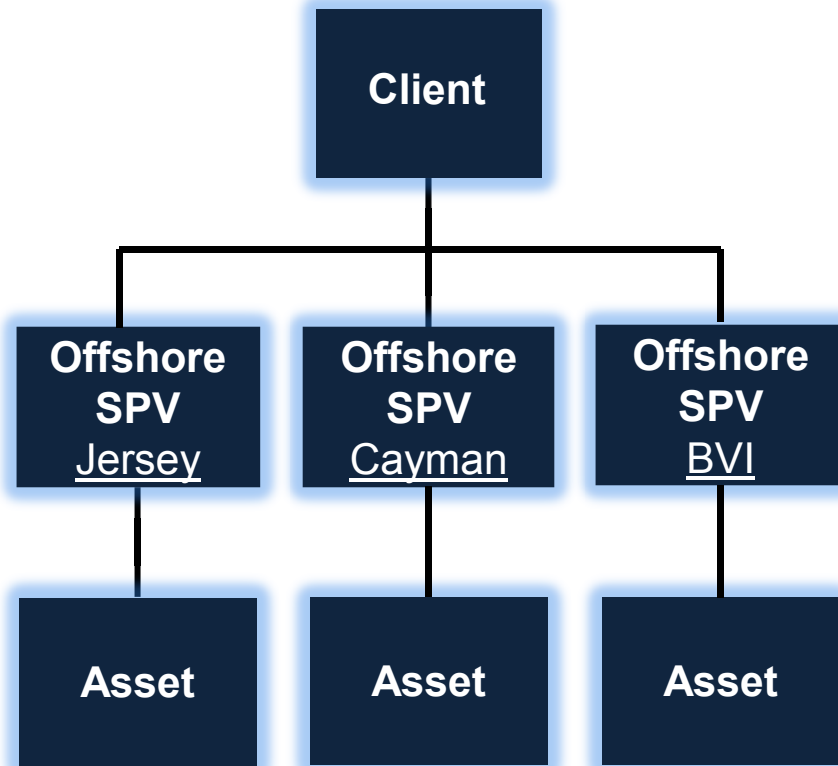 Client
Offshore
SPV
Jersey
Offshore
SPV
Cayman
Offshore
SPV
BVI
Asset
Asset
Asset